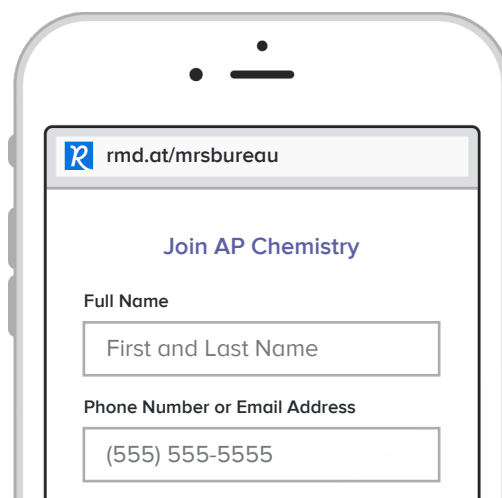 rmd.at/mrsbureau
Join AP Chemistry
Full Name
First and Last Name
Phone Number or Email Address
(555) 555-5555